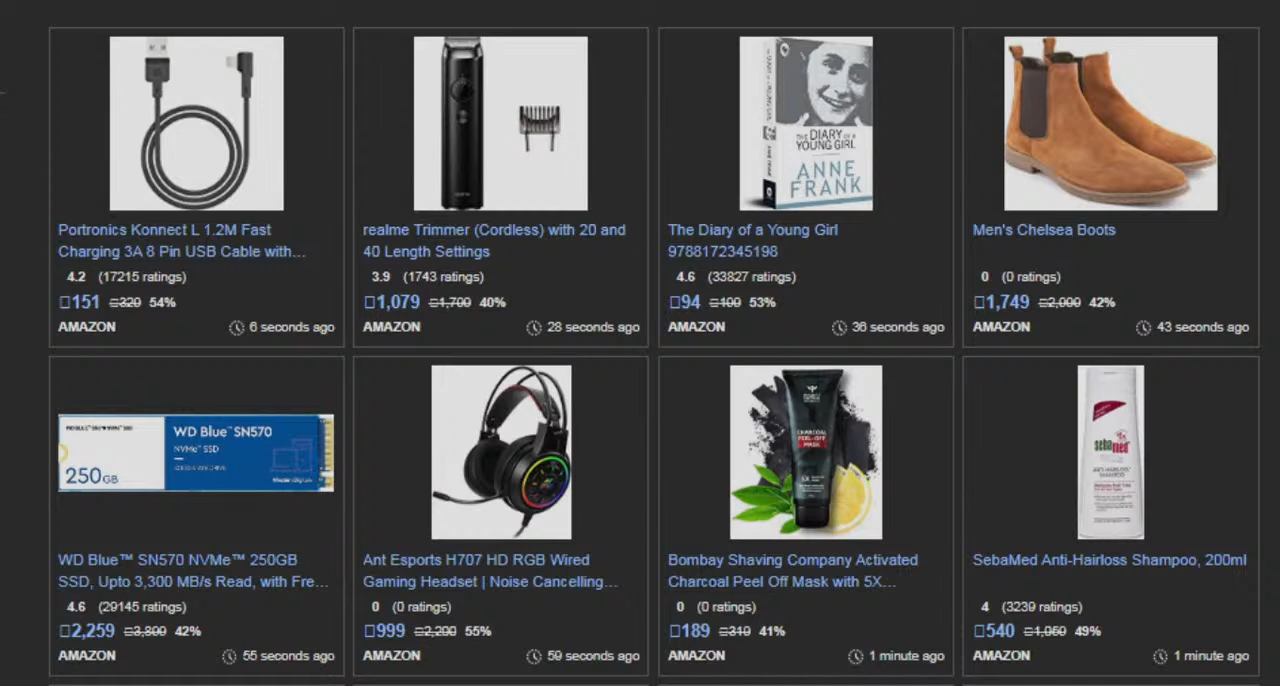 THE DIARY OF A
YOUNG GIRL
ANNE
FRANK
Portronics Konnect L 1.2M Fast
Charging 3A 8 Pin USB Cable with...
4.2 (17215 ratings)
151 320 54%
AMAZON 6 seconds ago
realme Trimmer (Cordless) with 20 and
40 Length Settings
3.9 (1743 ratings)
1,079 1,700 40%
AMAZON 28 seconds ago
The Diary of a Young Girl
9788172345198
4.6 (33827 ratings)
94 199 53%
AMAZON 36 seconds ago
Men's Chelsea Boots
0 (0 ratings)
1,749 2,999 42%
AMAZON 43 seconds ago
WD Blue™ SN570
NVMe™ SSD
250GB
CHARCOAL
PEEL-OFF
MASK
sebamed
ANTI-HAIRLOSS
SHAMPOO
WD Blue™ SN570 NVMe™ 250GB
SSD, Upto 3,300 MB/s Read, with Fre...
4.6 (29145 ratings)
2,259 3,899 42%
AMAZON 55 seconds ago
Ant Esports H707 HD RGB Wired
Gaming Headset | Noise Cancelling...
0 (0 ratings)
999 2,299 55%
AMAZON 59 seconds ago
Bombay Shaving Company Activated
Charcoal Peel Off Mask with 5X...
0 (0 ratings)
189 319 41%
AMAZON 1 minute ago
SebaMed Anti-Hairloss Shampoo, 200ml
4 (3239 ratings)
540 1,050 49%
AMAZON 1 minute ago